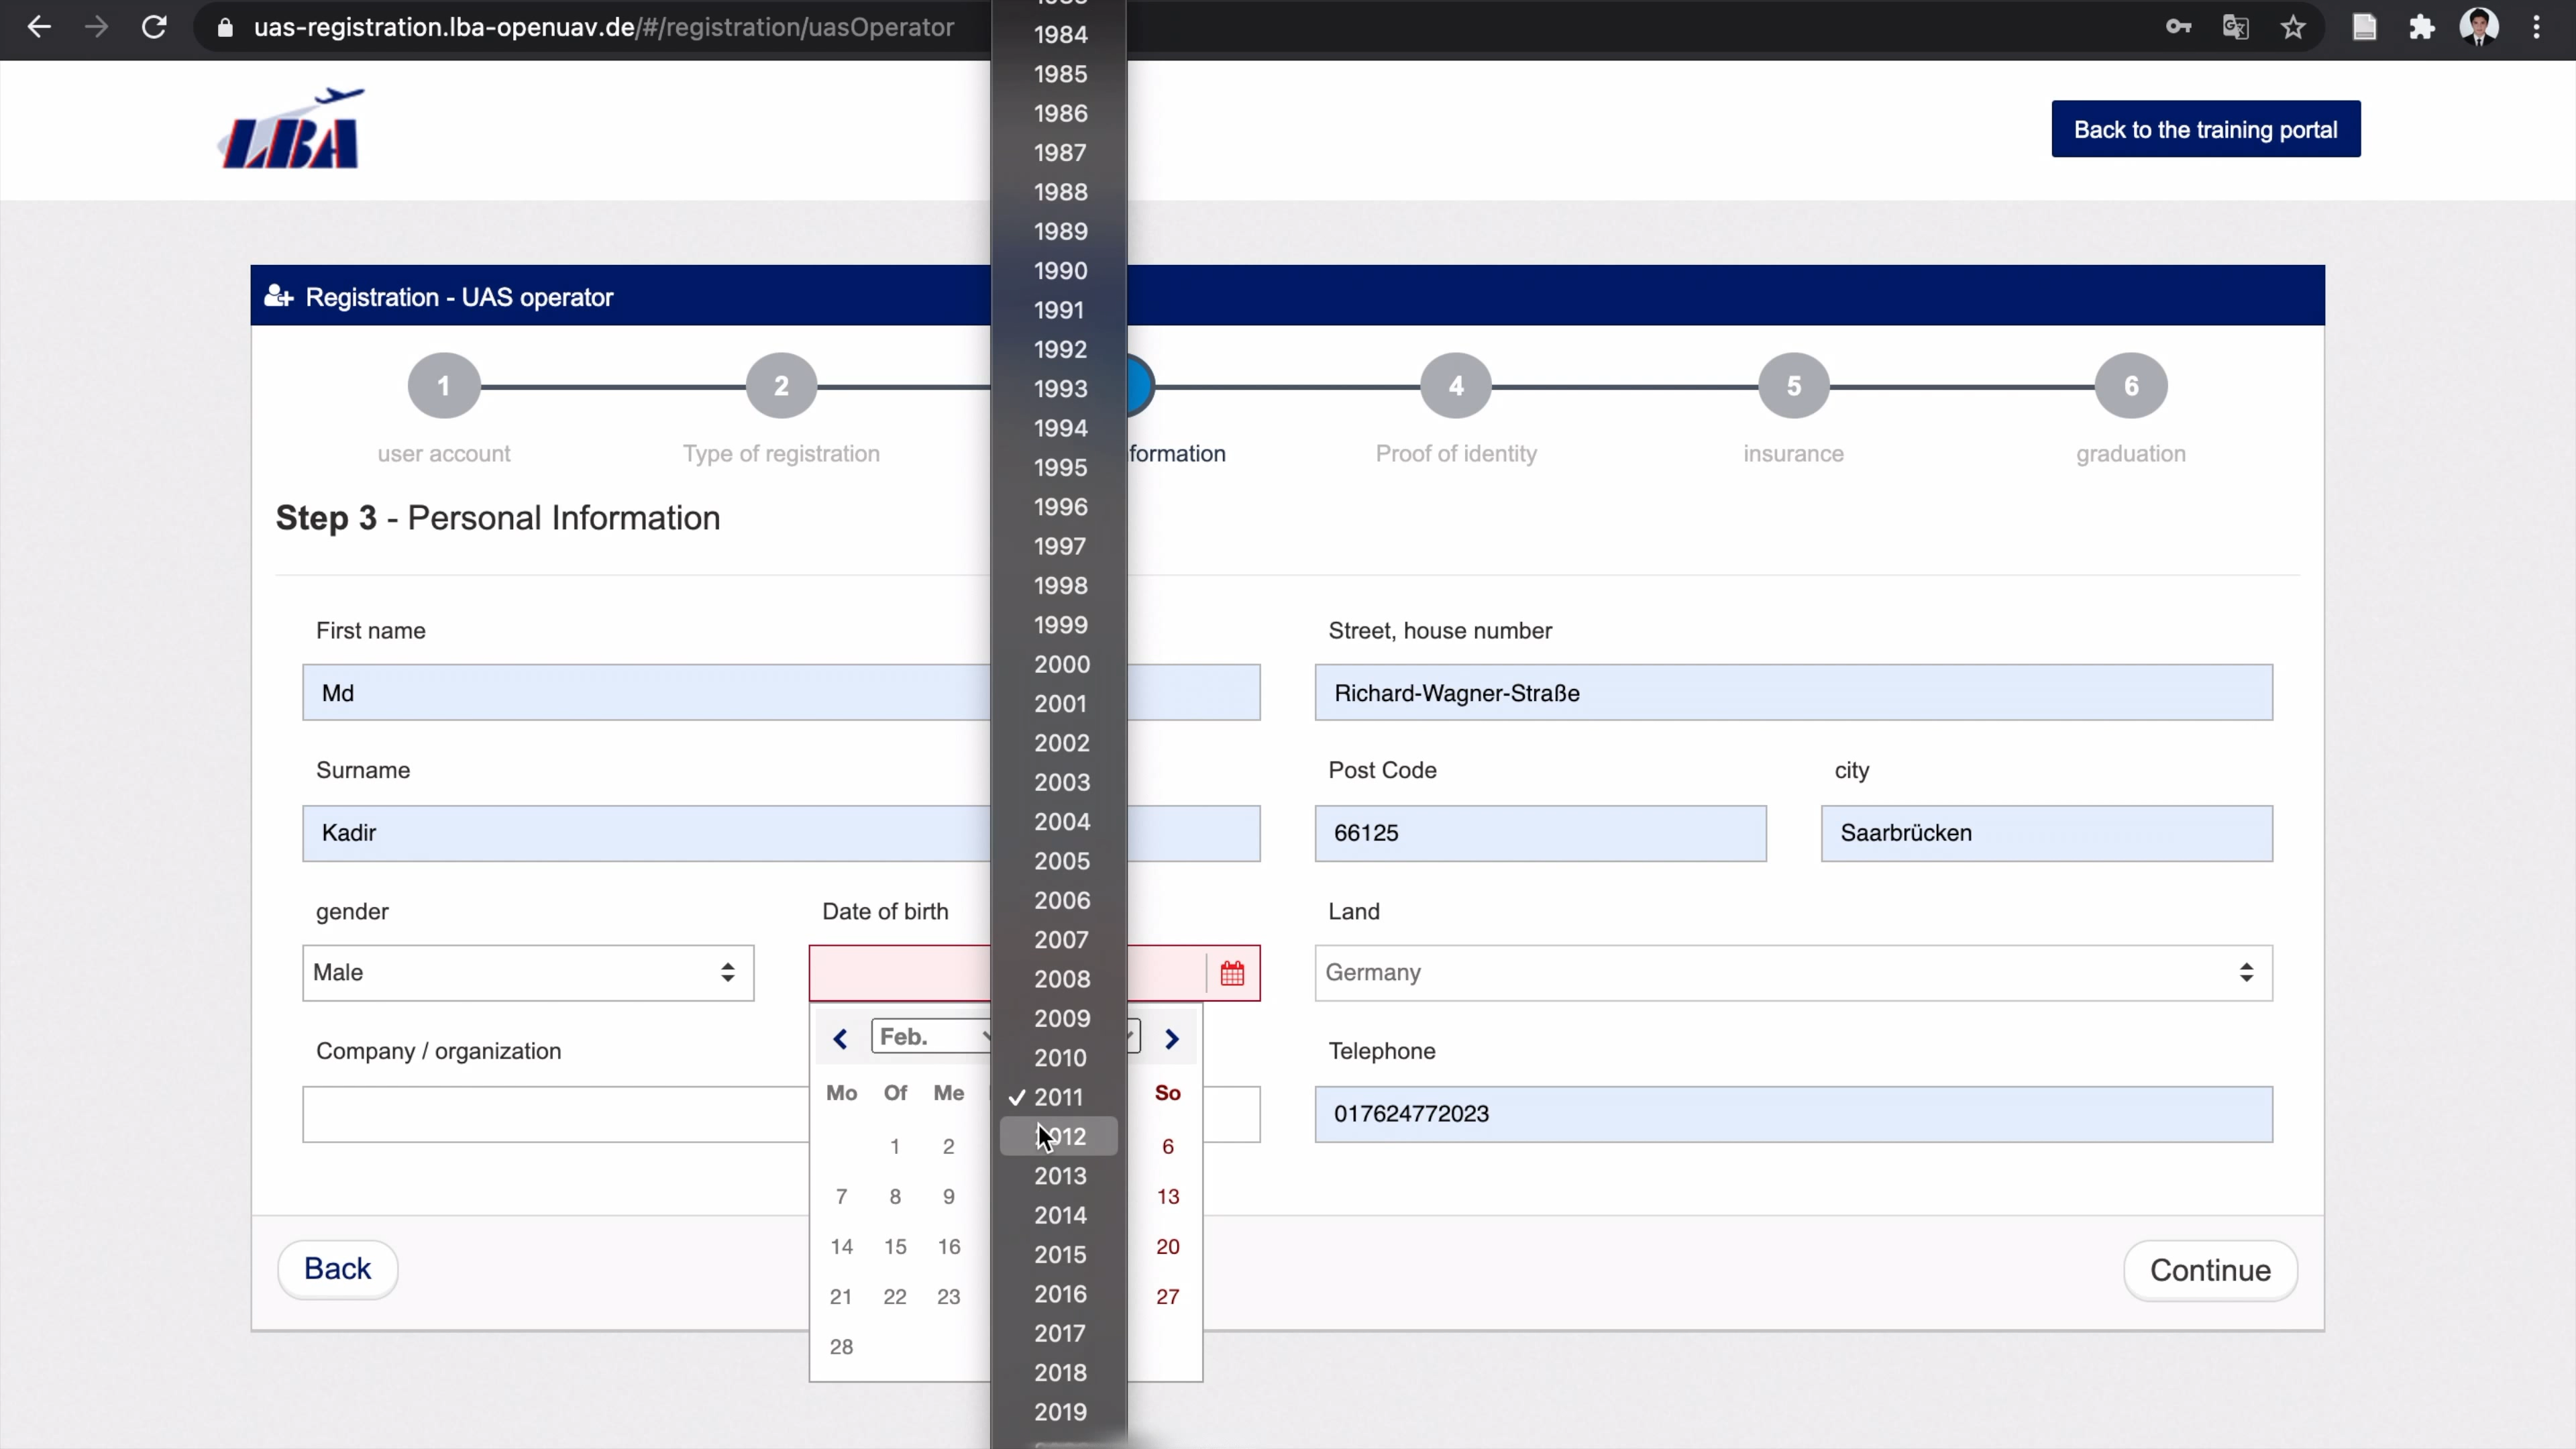 uas-registration.lba-openuav.de/#/registration/uasOperator
LBA
Back to the training portal
Registration - UAS operator
1 2 4 5 6
user account Type of registration formation Proof of identity insurance graduation
Step 3 - Personal Information
First name
Md
Surname
Kadir
gender
Male
Date of birth
Company / organization
Street, house number
Richard-Wagner-Straße
Post Code
66125
city
Saarbrücken
Land
Germany
Telephone
017624772023
Feb.
Mo Of Me So
1 2 6
7 8 9 13
14 15 16 20
21 22 23 27
28
1984
1985
1986
1987
1988
1989
1990
1991
1992
1993
1994
1995
1996
1997
1998
1999
2000
2001
2002
2003
2004
2005
2006
2007
2008
2009
2010
✓ 2011
2012
2013
2014
2015
2016
2017
2018
2019
Back
Continue